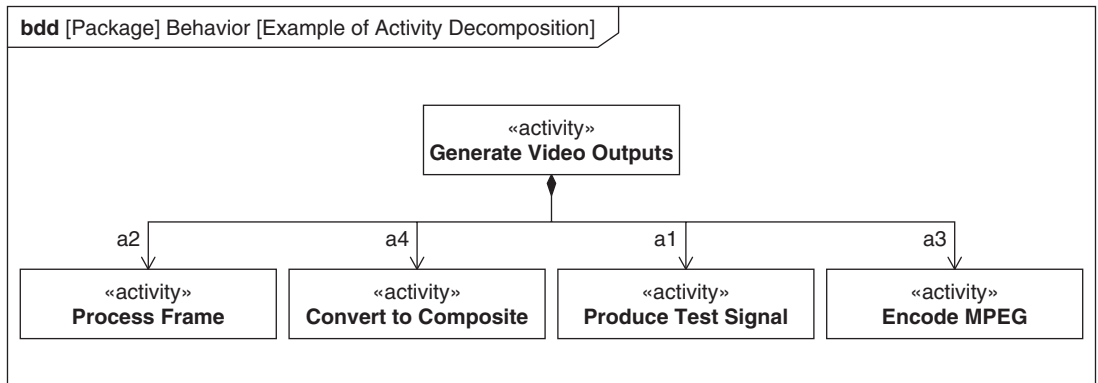 bdd [Package] Behavior [Example of Activity Decomposition]
«activity»
Generate Video Outputs
a2
a4
a1
a3
«activity»
Process Frame
«activity»
Convert to Composite
«activity»
Produce Test Signal
«activity»
Encode MPEG